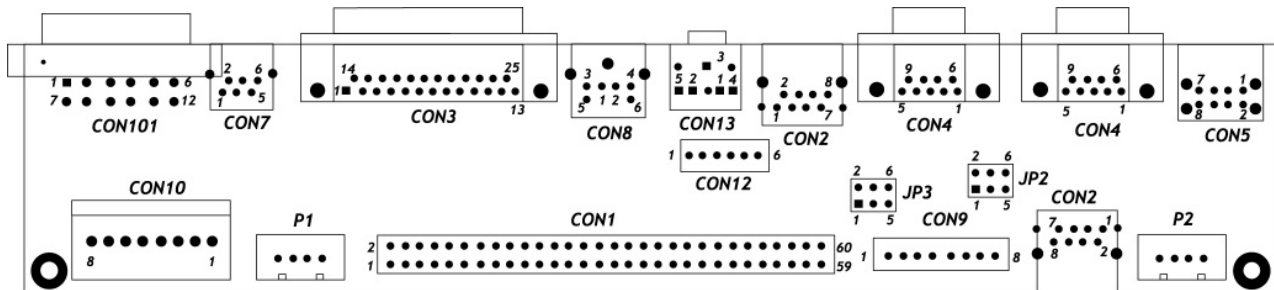 1 6
7 12
CON101
2 6
1 5
CON7
14 25
1 13
CON3
3 4
5 1 2 6
CON8
3
5 2 1 4
CON13
2 8
1 7
CON2
9 6
5 1
CON4
9 6
5 1
CON4
7 1
8 2
CON5
1 6
CON12
2 6
1 5
JP3
2 6
1 5
JP2
CON10
8 1
P1
CON1
2 60
1 59
CON9
1 8
CON2
7 1
8 2
P2